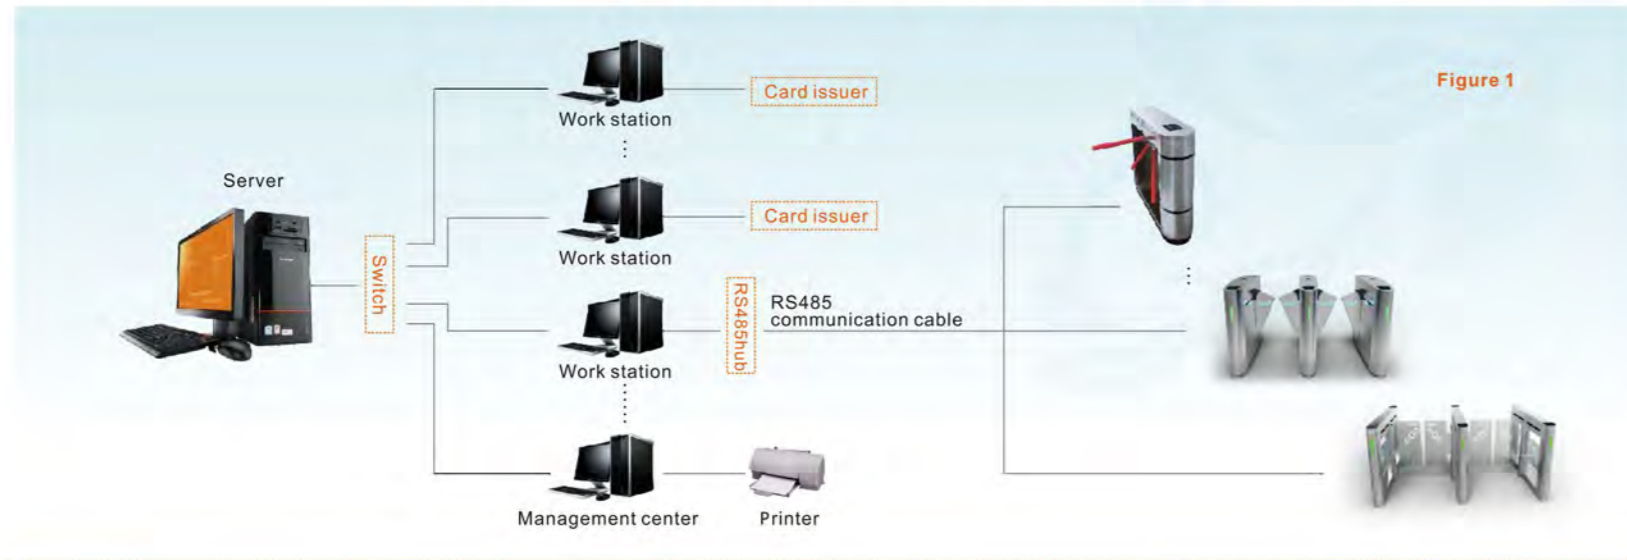 Figure 1
Card issuer
Work station
Server
Card issuer
Work station
Switch
RS485hub
RS485
communication cable
Work station
Management center
Printer